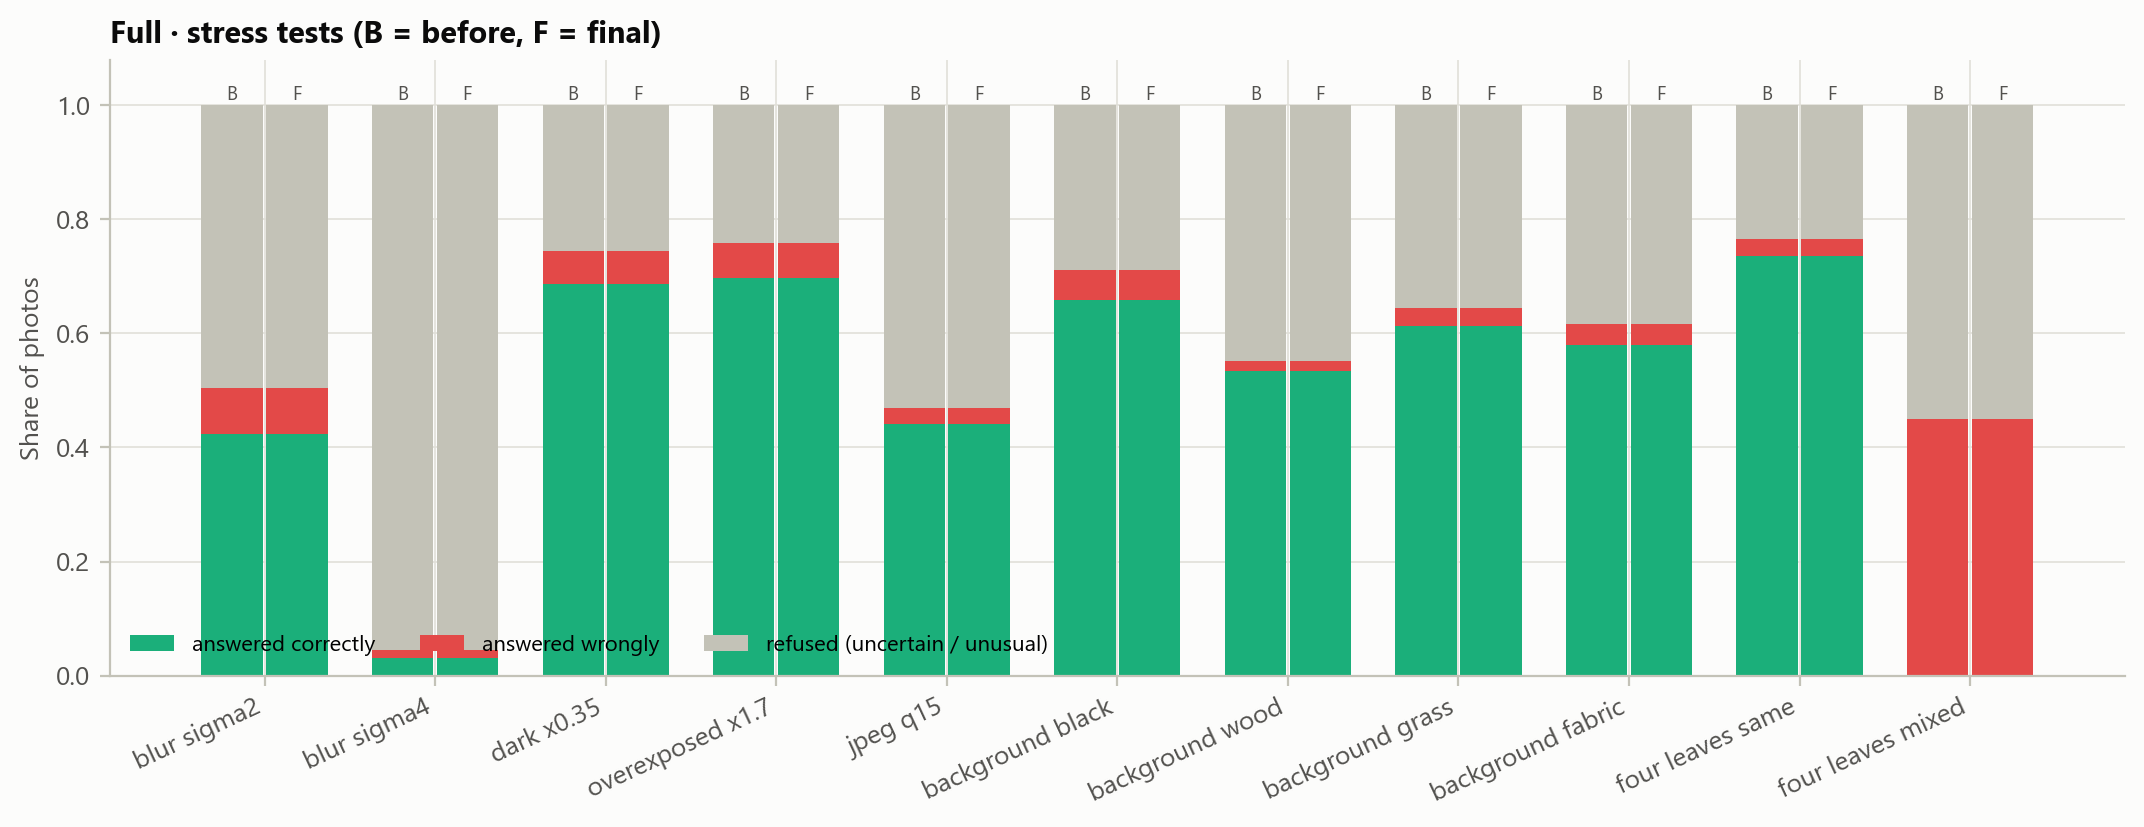 Full · stress tests (B = before, F = final)
B F B F B F B F B F B F B F B F B F B F B F
1.0
0.8
0.6
0.4
0.2
0.0
Share of photos
answered correctly answered wrongly refused (uncertain / unusual)
blur sigma2
blur sigma4
dark x0.35
overexposed x1.7
jpeg q15
background black
background wood
background grass
background fabric
four leaves same
four leaves mixed